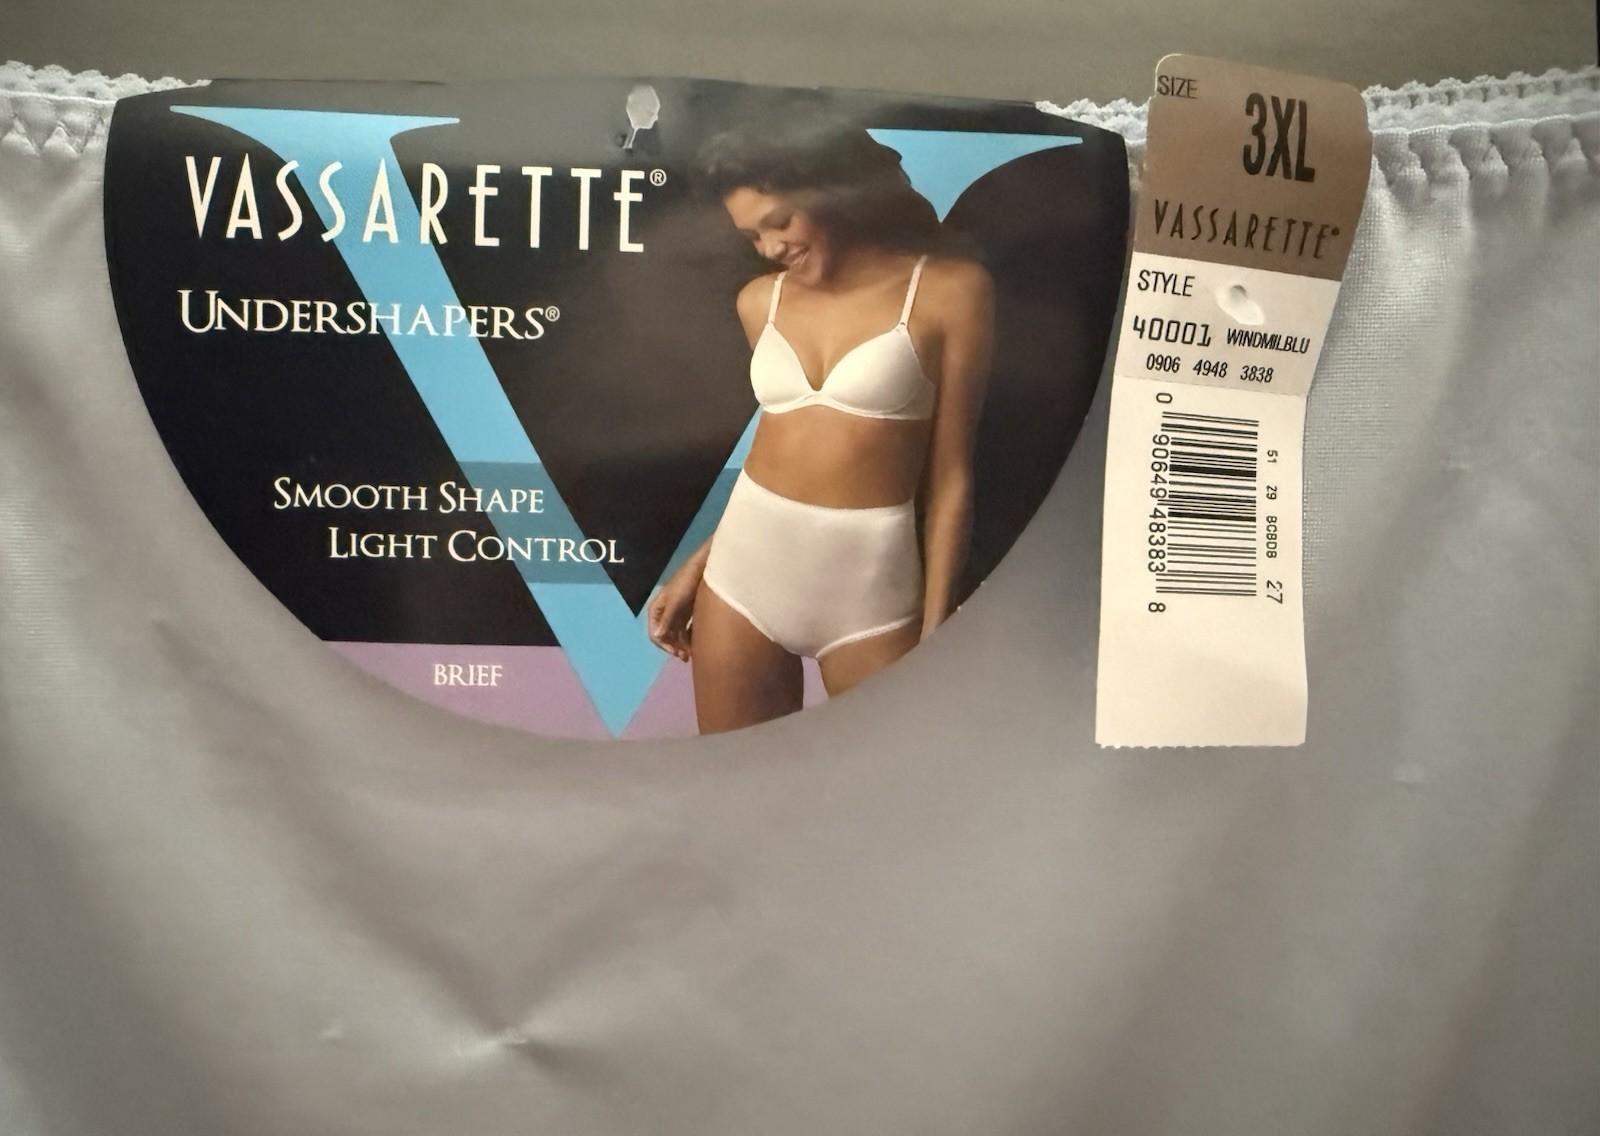 VASSARETTE®
UNDERSHAPERS®
SMOOTH SHAPE
LIGHT CONTROL
BRIEF
SIZE
3XL
VASSARETTE®
STYLE
40001 WINDMILBLU
0906 4948 3838
0 90649 48383 8
51 Z9 BCBDB 27